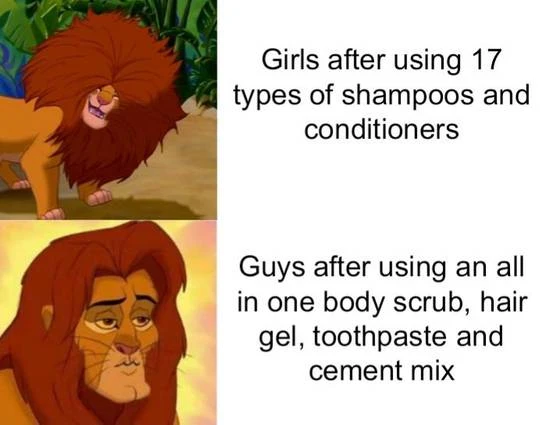 Girls after using 17
types of shampoos and
conditioners
Guys after using an all
in one body scrub, hair
gel, toothpaste and
cement mix